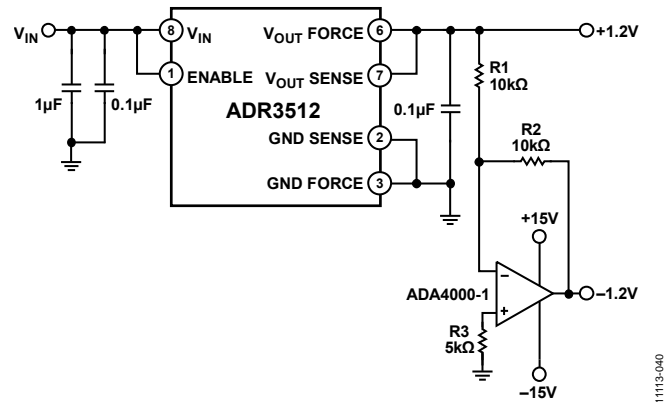 VIN
8
VIN
1
ENABLE
1µF
0.1µF
ADR3512
VOUT FORCE
6
VOUT SENSE
7
GND SENSE
2
GND FORCE
3
0.1µF
+1.2V
R1
10kΩ
R2
10kΩ
+15V
–
+
ADA4000-1
–1.2V
R3
5kΩ
–15V
11113-040